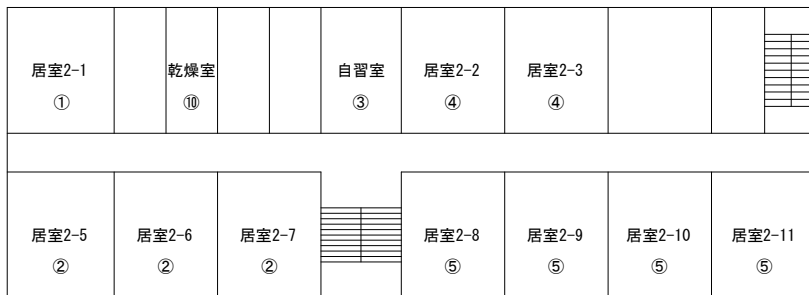 居室2-1 乾燥室 自習室 居室2-2 居室2-3
① ⑩ ③ ④ ④
居室2-5 居室2-6 居室2-7 居室2-8 居室2-9 居室2-10 居室2-11
② ② ② ⑤ ⑤ ⑤ ⑤